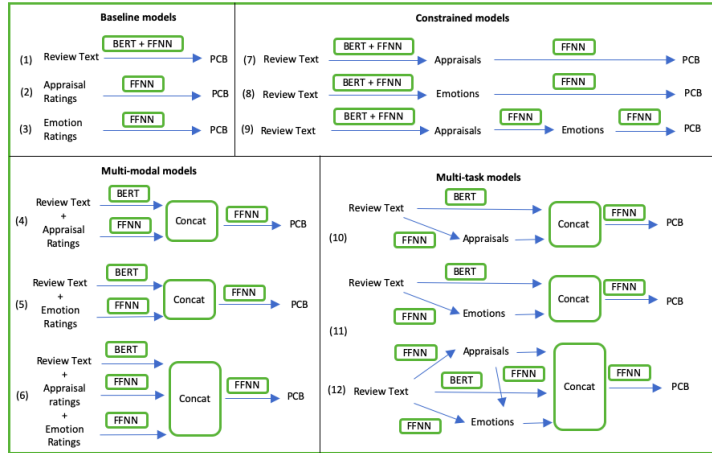 Baseline models
BERT + FFNN
(1) Review Text PCB
FFNN
(2) Appraisal
Ratings PCB
FFNN
(3) Emotion
Ratings PCB
Constrained models
BERT + FFNN FFNN
(7) Review Text Appraisals PCB
BERT + FFNN FFNN
(8) Review Text Emotions PCB
BERT + FFNN FFNN FFNN
(9) Review Text Appraisals Emotions PCB
Multi-modal models
BERT
(4) Review Text
+
Appraisal
Ratings
FFNN
Concat
FFNN
PCB
BERT
(5) Review Text
+
Emotion
Ratings
FFNN
Concat
FFNN
PCB
BERT
(6) Review Text
+
Appraisal
ratings
+
Emotion
Ratings
FFNN
FFNN
Concat
FFNN
PCB
Multi-task models
BERT
Review Text
(10)
FFNN
Appraisals
Concat
FFNN
PCB
BERT
Review Text
(11)
FFNN
Emotions
Concat
FFNN
PCB
FFNN
Appraisals
BERT
FFNN
(12) Review Text
FFNN
Emotions
Concat
FFNN
PCB